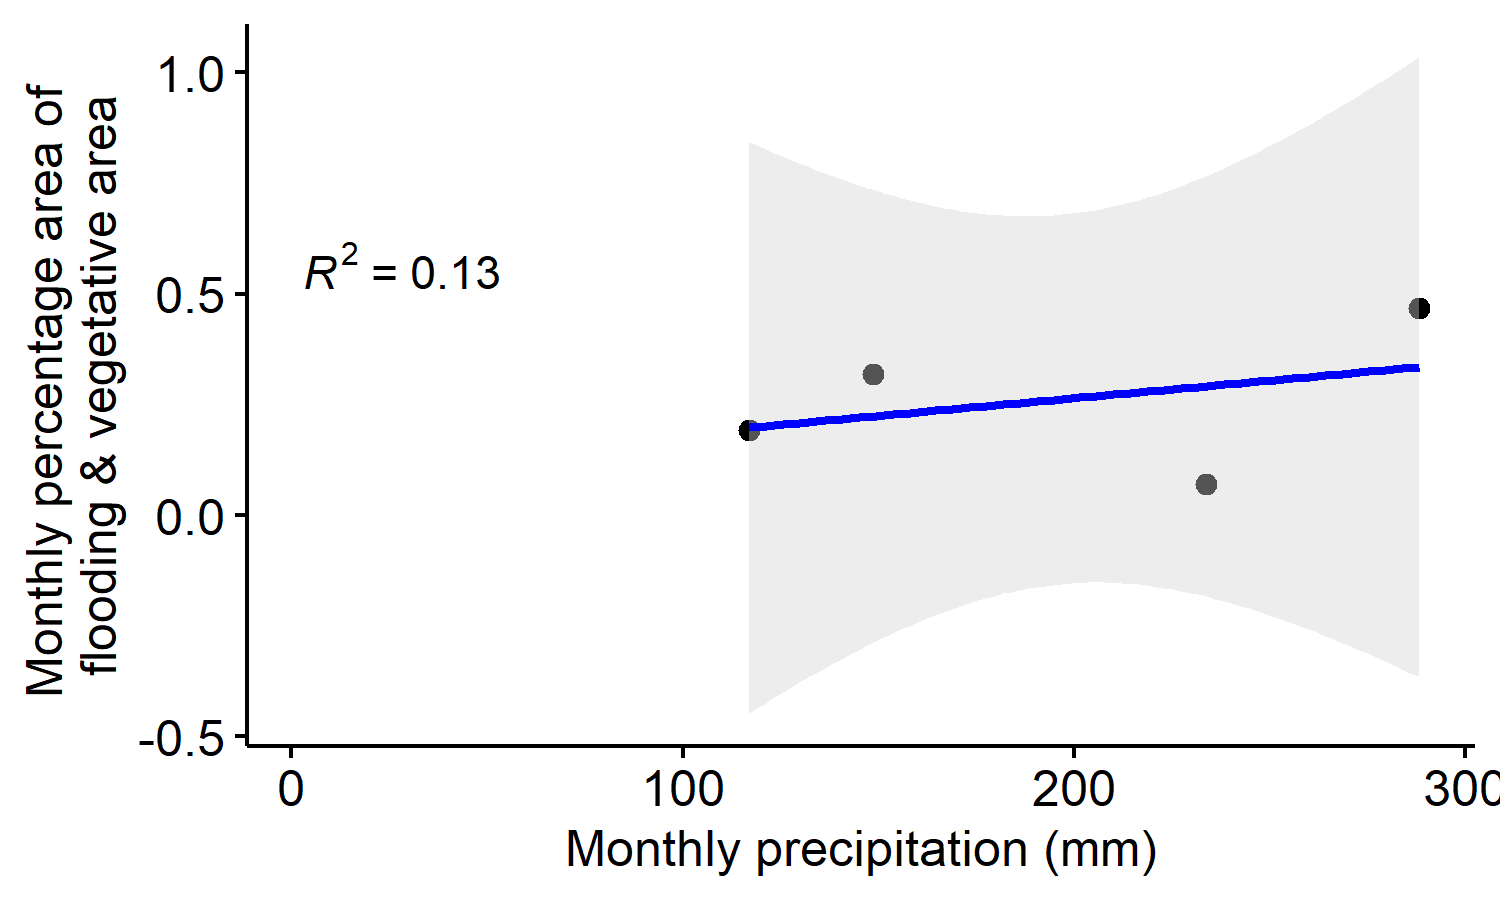 Monthly percentage area of
flooding & vegetative area
1.0
0.5
0.0
-0.5
R² = 0.13
0 100 200 300
Monthly precipitation (mm)